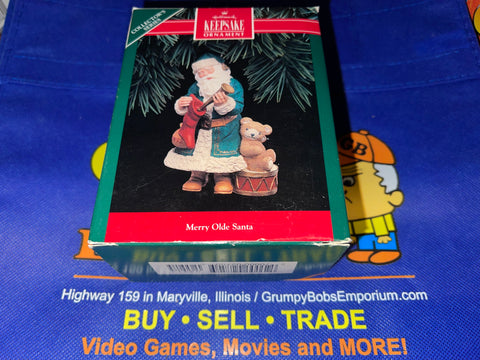 COLLECTOR'S
SERIES
Hallmark
KEEPSAKE
ORNAMENT
Merry Olde Santa
GB
Highway 159 in Maryville, Illinois / GrumpyBobsEmporium.com
BUY • SELL • TRADE
Video Games, Movies and MORE!